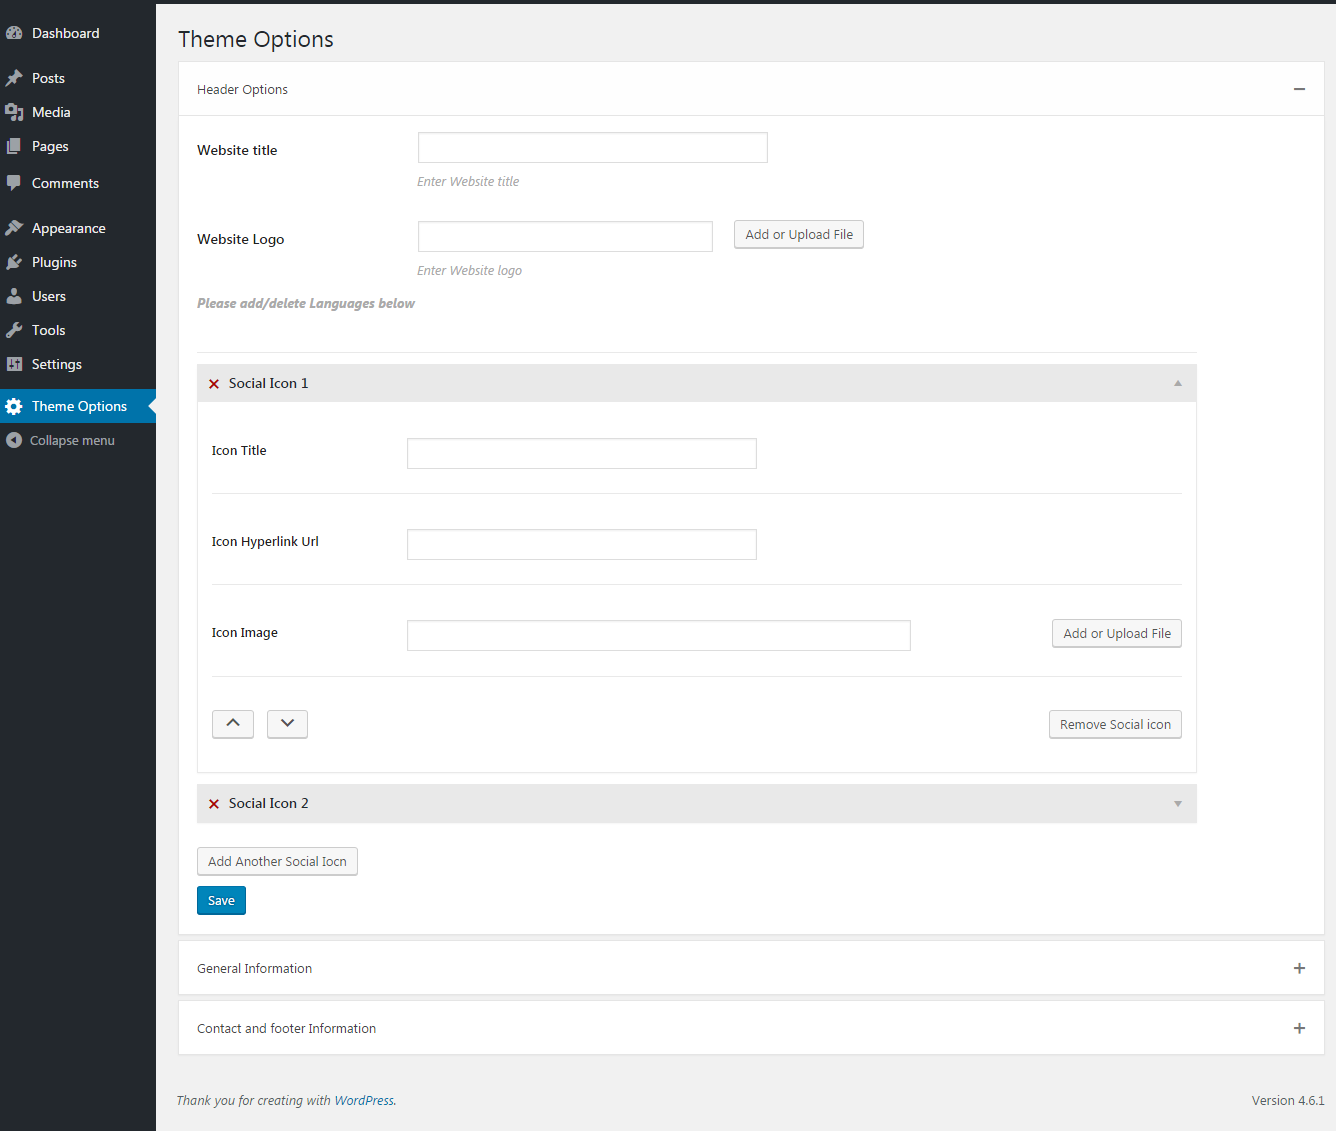 Dashboard
Posts
Media
Pages
Comments
Appearance
Plugins
Users
Tools
Settings
Theme Options
Collapse menu
Theme Options
Header Options
Website title
Enter Website title
Website Logo
Add or Upload File
Enter Website logo
Please add/delete Languages below
Social Icon 1
Icon Title
Icon Hyperlink Url
Icon Image
Add or Upload File
Remove Social icon
Social Icon 2
Add Another Social Iocn
Save
General Information
Contact and footer Information
Thank you for creating with WordPress.
Version 4.6.1